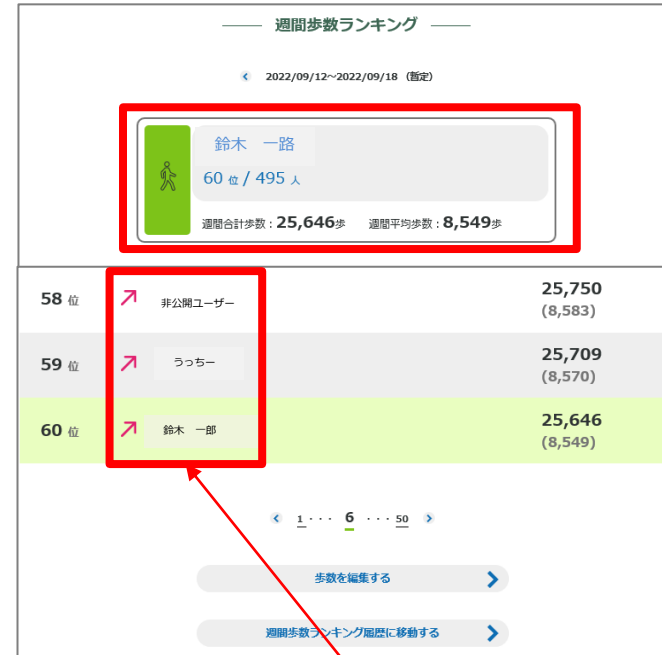 週間歩数ランキング
2022/09/12~2022/09/18（暫定）
鈴木　一路
60 位 / 495 人
週間合計歩数：25,646歩　週間平均歩数：8,549歩
58 位　非公開ユーザー　25,750
(8,583)
59 位　うっちー　25,709
(8,570)
60 位　鈴木　一郎　25,646
(8,549)
1 ・・・ 6 ・・・ 50
歩数を編集する
週間歩数ランキング履歴に移動する